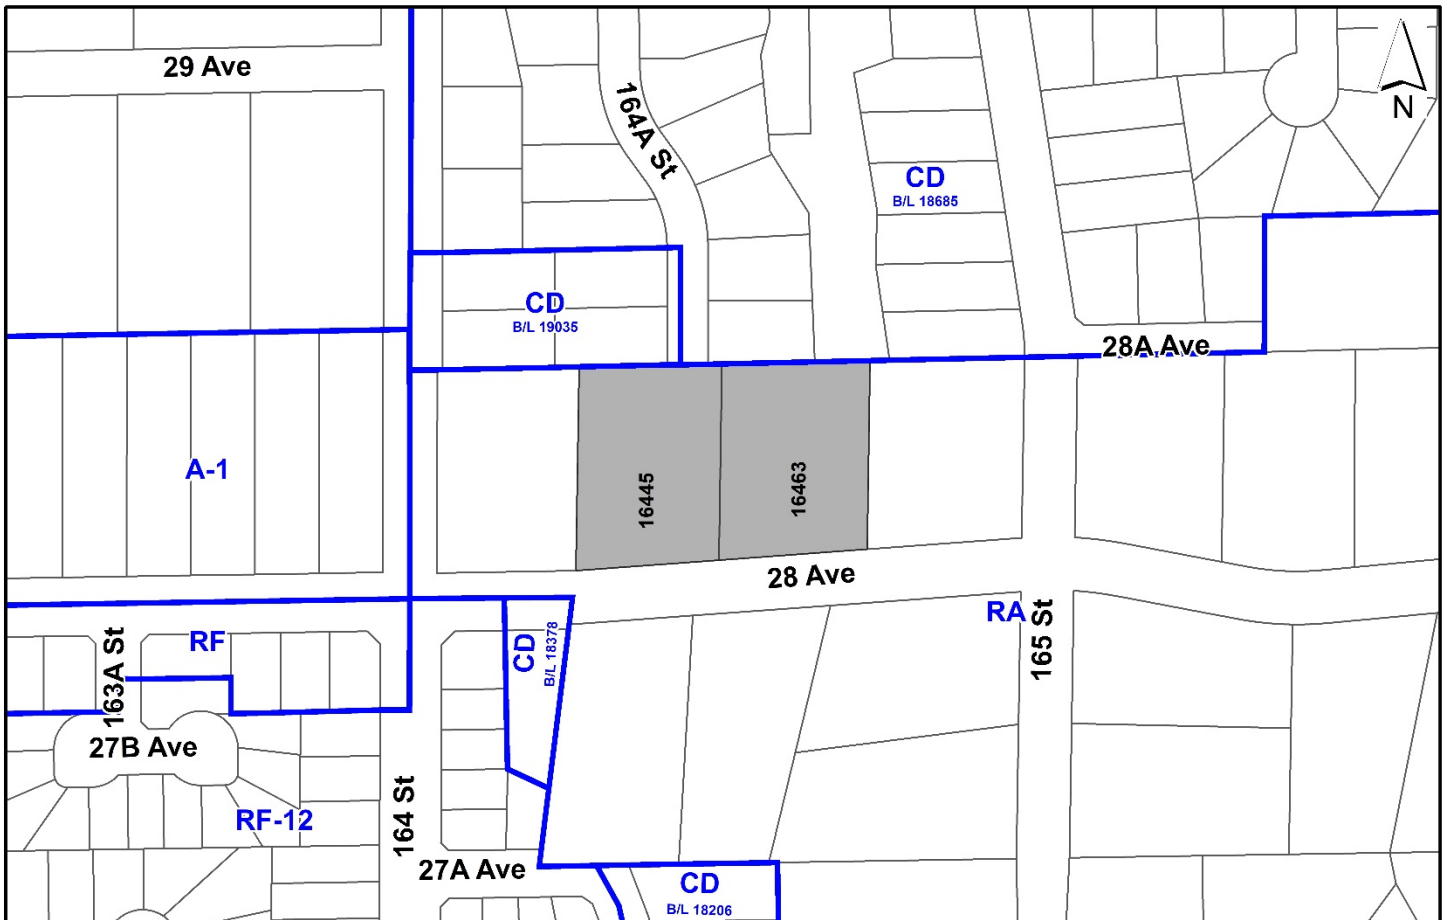 29 Ave
164A St
N
CD
B/L 18685
CD
B/L 19035
28A Ave
A-1
16445
16463
28 Ave
RA
165 St
163A St
RF
CD
B/L 18378
27B Ave
RF-12
164 St
27A Ave
CD
B/L 18206